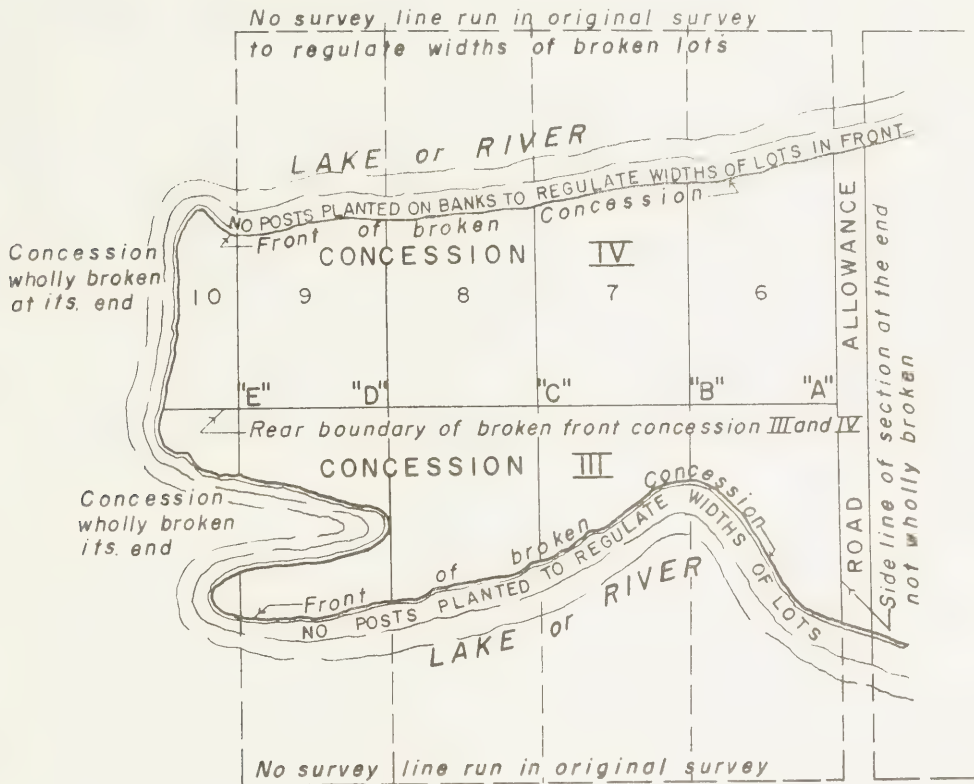 No survey line run in original survey
to regulate widths of broken lots
LAKE or RIVER
NO POSTS PLANTED ON BANKS TO REGULATE WIDTHS OF LOTS IN FRONT
Front of broken Concession
Concession
wholly broken
at its. end
CONCESSION IV
10 9 8 7 6
ALLOWANCE
ROAD
Side line of section at the end
not wholly broken
"E" "D" "C" "B" "A"
Rear boundary of broken front concession III and IV
CONCESSION III
Concession
wholly broken
its. end
Front of broken Concession
NO POSTS PLANTED TO REGULATE WIDTHS OF LOTS
LAKE or RIVER
No survey line run in original survey